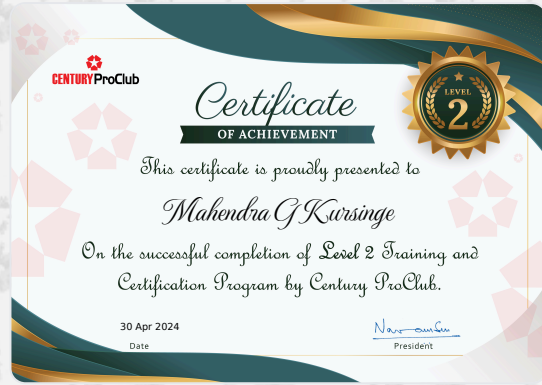 CENTURY ProClub
Certificate
OF ACHIEVEMENT
LEVEL
2
This certificate is proudly presented to
Mahendra G Kursinge
On the successful completion of Level 2 Training and
Certification Program by Century ProClub.
30 Apr 2024
Date
President